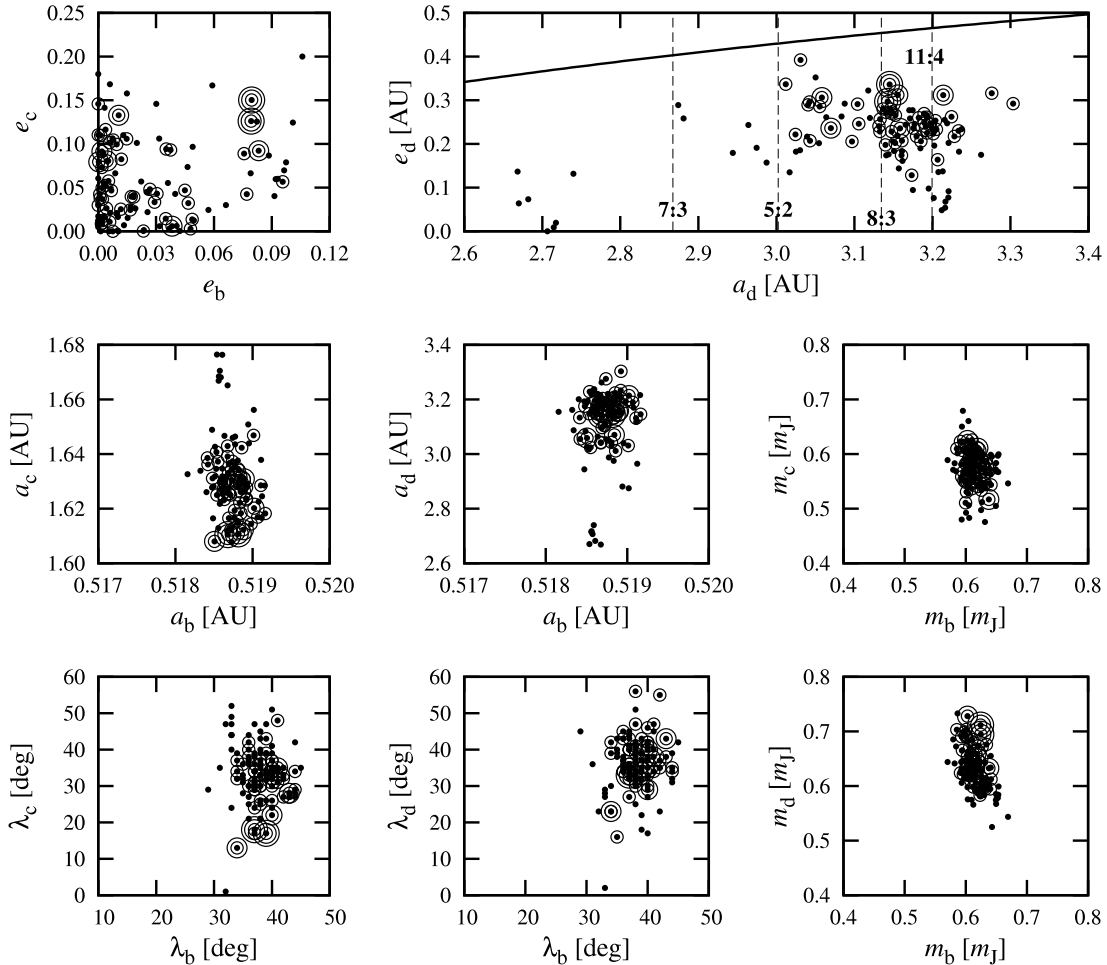 0.25
0.20
0.15
0.10
0.05
0.00
e_c
0.00 0.03 0.06 0.09 0.12
e_b
0.5
0.4
0.3
0.2
0.1
0.0
e_d [AU]
11:4
7:3 5:2 8:3
2.6 2.7 2.8 2.9 3.0 3.1 3.2 3.3 3.4
a_d [AU]
1.68
1.66
1.64
1.62
1.60
a_c [AU]
0.517 0.518 0.519 0.520
a_b [AU]
3.4
3.2
3.0
2.8
2.6
a_d [AU]
0.517 0.518 0.519 0.520
a_b [AU]
0.8
0.7
0.6
0.5
0.4
m_c [m_J]
0.4 0.5 0.6 0.7 0.8
m_b [m_J]
60
50
40
30
20
10
0
λ_c [deg]
10 20 30 40 50
λ_b [deg]
60
50
40
30
20
10
0
λ_d [deg]
10 20 30 40 50
λ_b [deg]
0.8
0.7
0.6
0.5
0.4
m_d [m_J]
0.4 0.5 0.6 0.7 0.8
m_b [m_J]